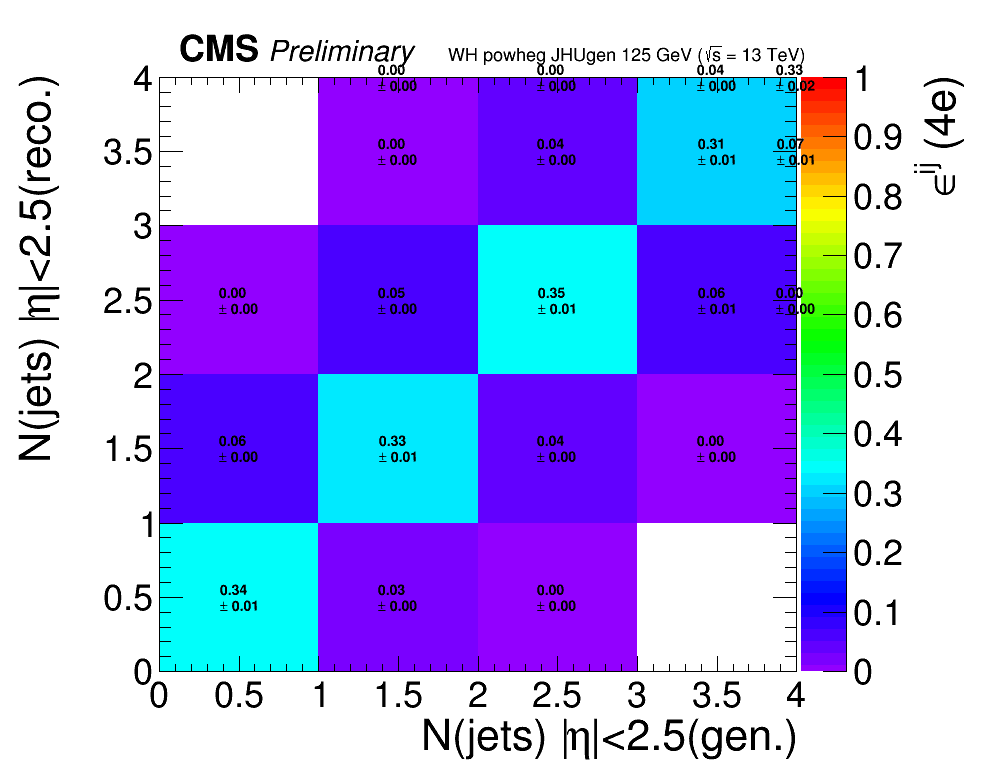 CMS Preliminary WH powheg JHUgen 125 GeV (√s = 13 TeV)
0.00 0.00 0.04 0.33
± 0.00 ± 0.00 ± 0.00 ± 0.02
0.00 0.04 0.31 0.07
± 0.00 ± 0.00 ± 0.01 ± 0.01
0.00 0.05 0.35 0.06 0.00
± 0.00 ± 0.00 ± 0.01 ± 0.01 ± 0.00
0.06 0.33 0.04 0.00
± 0.00 ± 0.01 ± 0.00 ± 0.00
0.34 0.03 0.00
± 0.01 ± 0.00 ± 0.00
4
3.5
3
2.5
2
1.5
1
0.5
0
N(jets) |η|<2.5(reco.)
0 0.5 1 1.5 2 2.5 3 3.5 4
N(jets) |η|<2.5(gen.)
1
0.9
0.8
0.7
0.6
0.5
0.4
0.3
0.2
0.1
0
∈ij (4e)